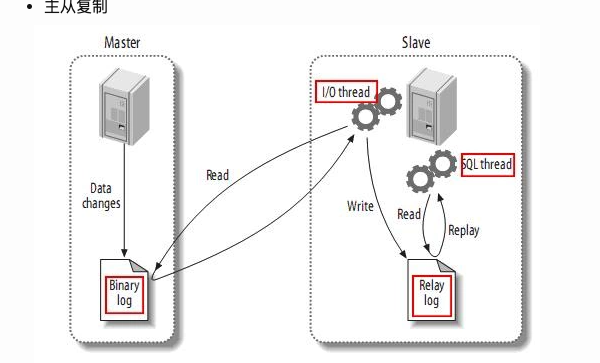 • 主从复制
Master
Slave
I/O thread
SQL thread
Data
changes
Read
Write
Read
Replay
Binary
log
Relay
log